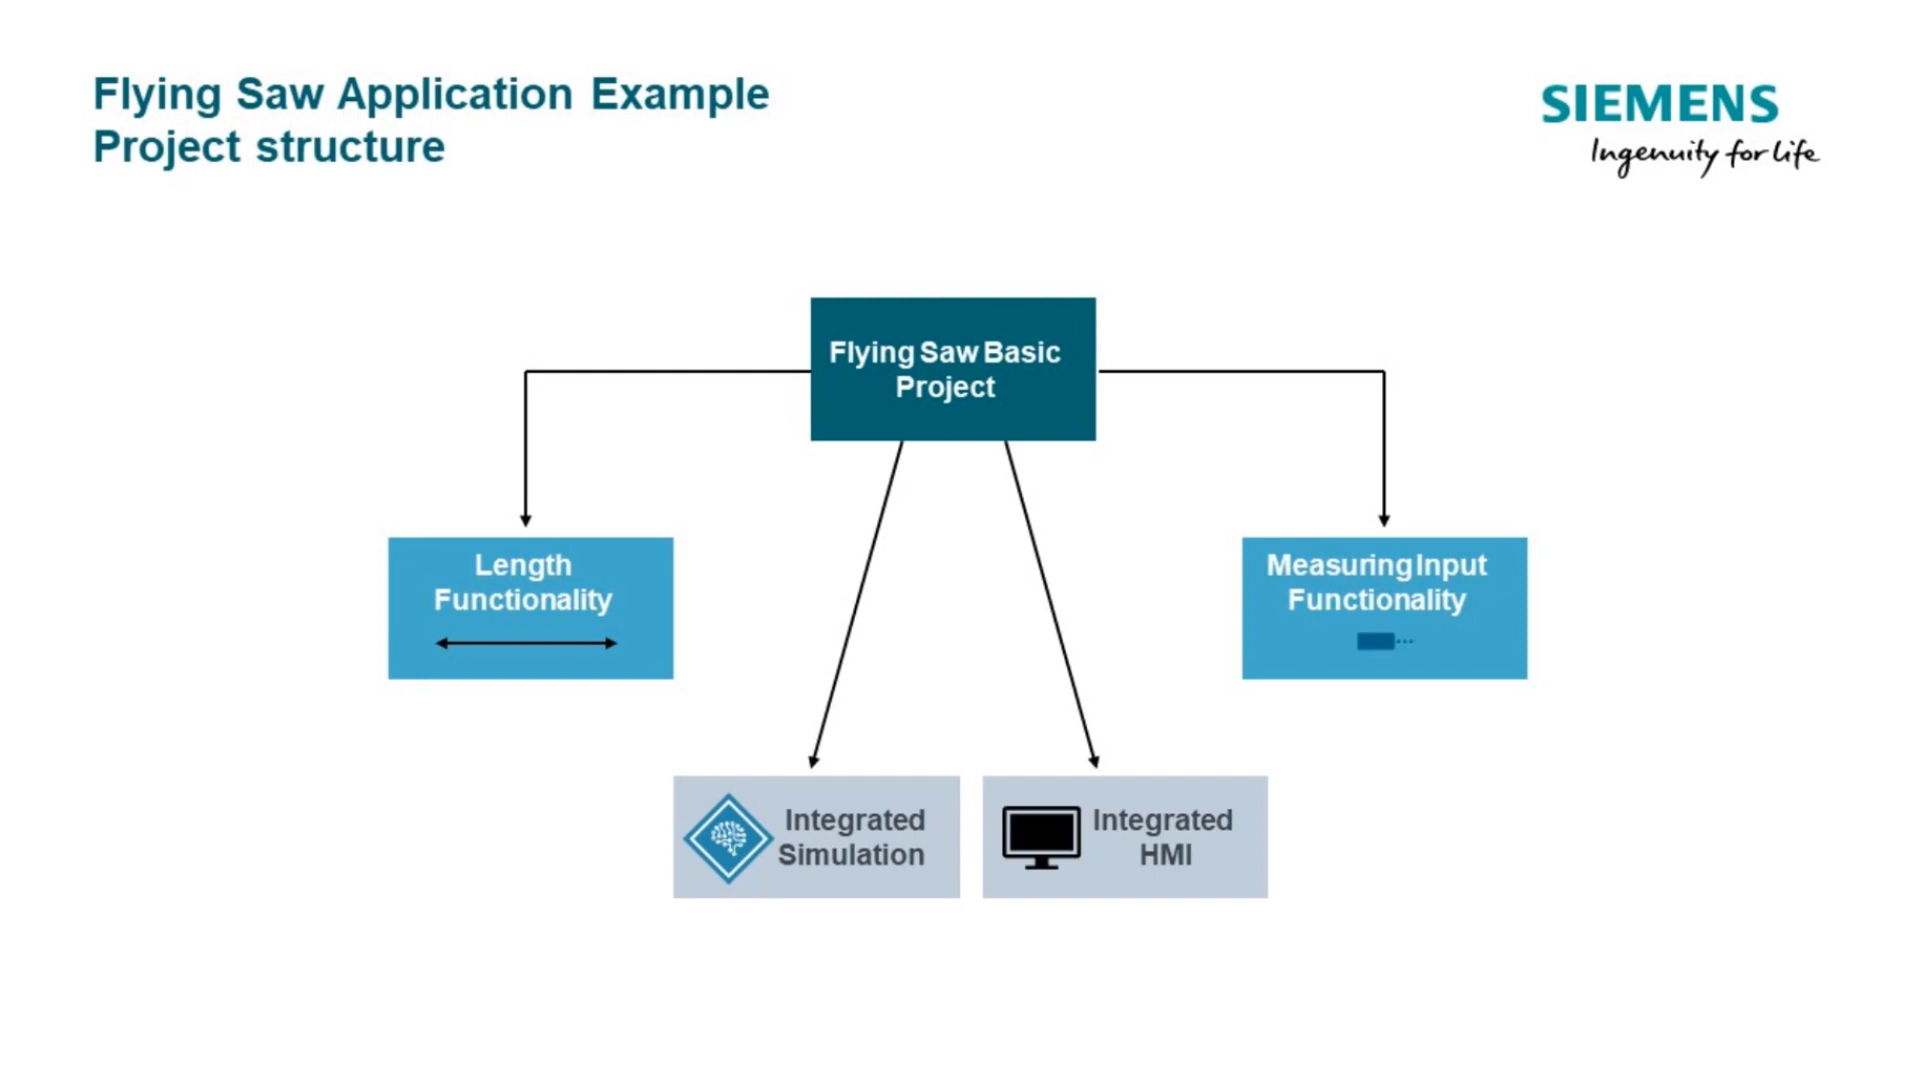 Flying Saw Application Example
Project structure
SIEMENS
Ingenuity for life
Flying Saw Basic
Project
Length
Functionality
Measuring Input
Functionality
Integrated
Simulation
Integrated
HMI